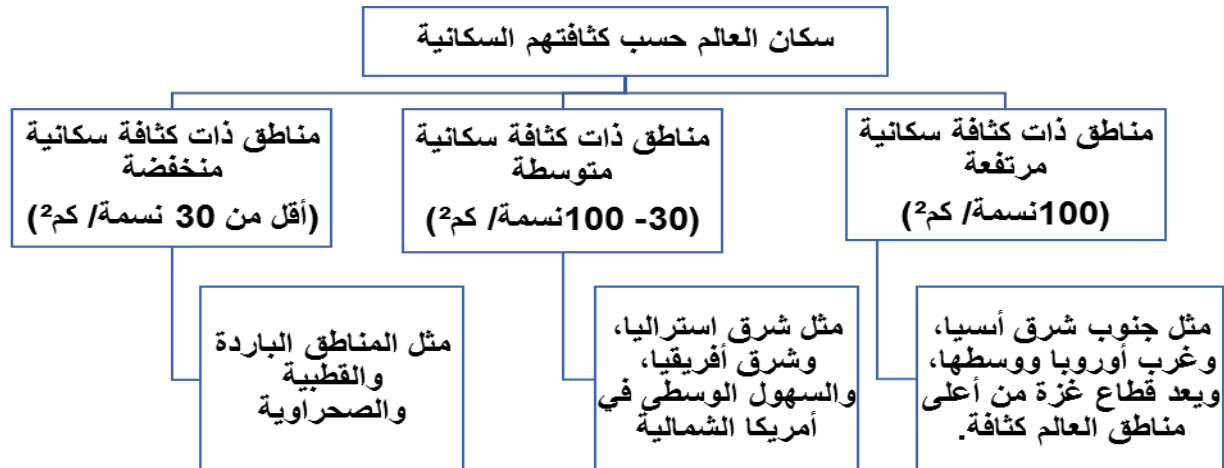 سكان العالم حسب كثافتهم السكانية
مناطق ذات كثافة سكانية
مرتفعة
(100نسمة/ كم²)
مناطق ذات كثافة سكانية
متوسطة
(30- 100نسمة/ كم²)
مناطق ذات كثافة سكانية
منخفضة
(أقل من 30 نسمة/ كم²)
مثل جنوب شرق أسيا،
وغرب أوروبا ووسطها،
ويعد قطاع غزة من أعلى
مناطق العالم كثافة.
مثل شرق استراليا،
وشرق أفريقيا،
والسهول الوسطى في
أمريكا الشمالية
مثل المناطق الباردة
والقطبية
والصحراوية